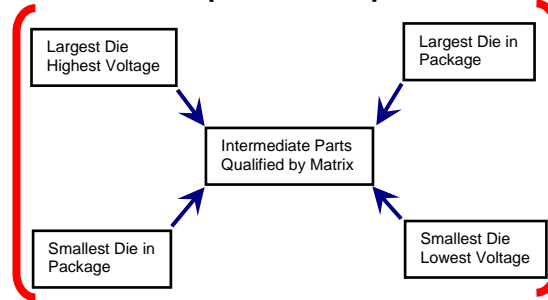 Largest Die
Highest Voltage
Largest Die in
Package
Intermediate Parts
Qualified by Matrix
Smallest Die in
Package
Smallest Die
Lowest Voltage